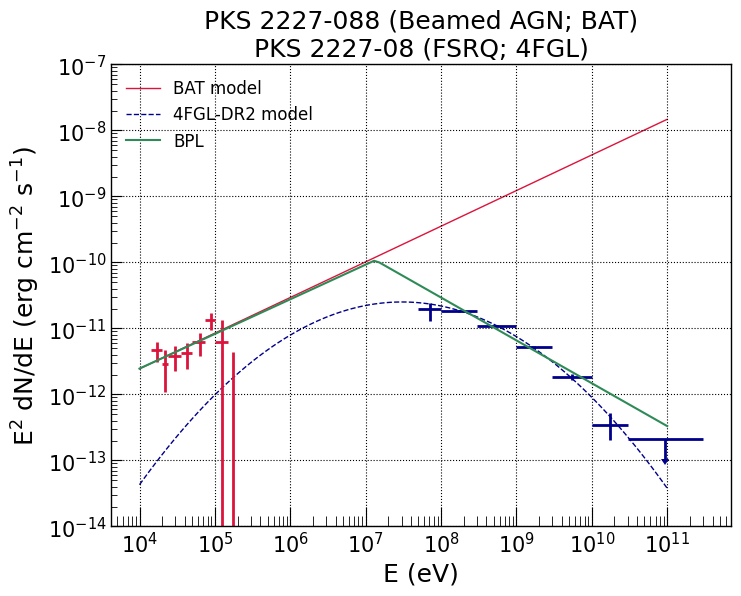 PKS 2227-088 (Beamed AGN; BAT)
PKS 2227-08 (FSRQ; 4FGL)
BAT model
4FGL-DR2 model
BPL
E² dN/dE (erg cm⁻² s⁻¹)
10⁻⁷
10⁻⁸
10⁻⁹
10⁻¹⁰
10⁻¹¹
10⁻¹²
10⁻¹³
10⁻¹⁴
10⁴ 10⁵ 10⁶ 10⁷ 10⁸ 10⁹ 10¹⁰ 10¹¹
E (eV)